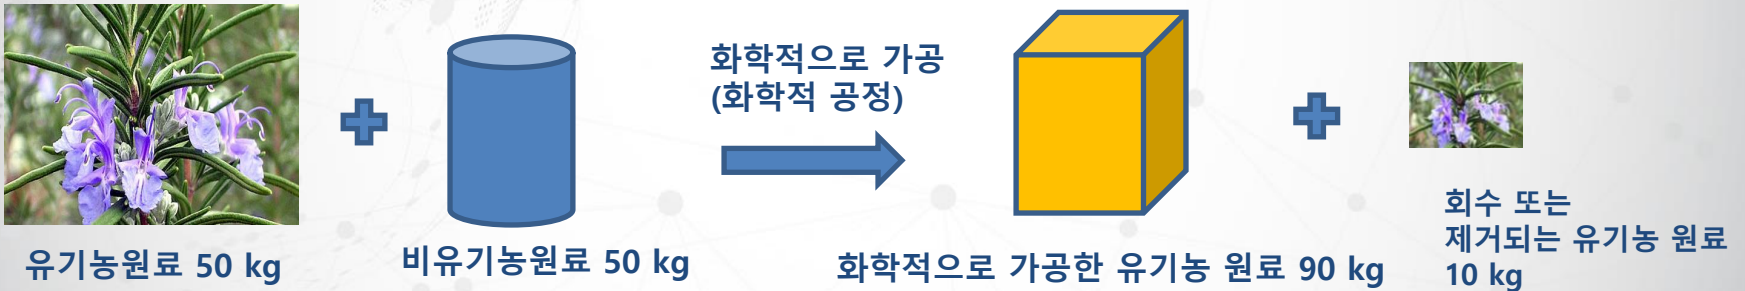 유기농원료 50 kg
비유기농원료 50 kg
화학적으로 가공
(화학적 공정)
화학적으로 가공한 유기농 원료 90 kg
회수 또는
제거되는 유기농 원료
10 kg